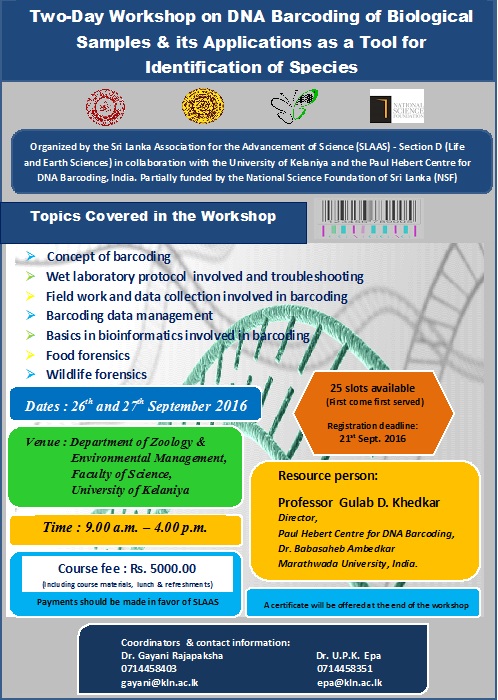 Two-Day Workshop on DNA Barcoding of Biological
Samples & its Applications as a Tool for
Identification of Species
NATIONAL
SCIENCE
FOUNDATION
Organized by the Sri Lanka Association for the Advancement of Science (SLAAS) - Section D (Life
and Earth Sciences) in collaboration with the University of Kelaniya and the Paul Hebert Centre for
DNA Barcoding, India. Partially funded by the National Science Foundation of Sri Lanka (NSF)
Topics Covered in the Workshop
Concept of barcoding
Wet laboratory protocol involved and troubleshooting
Field work and data collection involved in barcoding
Barcoding data management
Basics in bioinformatics involved in barcoding
Food forensics
Wildlife forensics
Dates : 26th and 27th September 2016
25 slots available
(First come first served)
Registration deadline:
21st Sept. 2016
Venue : Department of Zoology &
Environmental Management,
Faculty of Science,
University of Kelaniya
Time : 9.00 a.m. – 4.00 p.m.
Resource person:
Professor Gulab D. Khedkar
Director,
Paul Hebert Centre for DNA Barcoding,
Dr. Babasaheb Ambedkar
Marathwada University, India.
Course fee : Rs. 5000.00
(Including course materials, lunch & refreshments)
Payments should be made in favor of SLAAS
A certificate will be offered at the end of the workshop
Coordinators & contact information:
Dr. Gayani Rajapaksha Dr. U.P.K. Epa
0714458403 0714458351
gayani@kln.ac.lk epa@kln.ac.lk